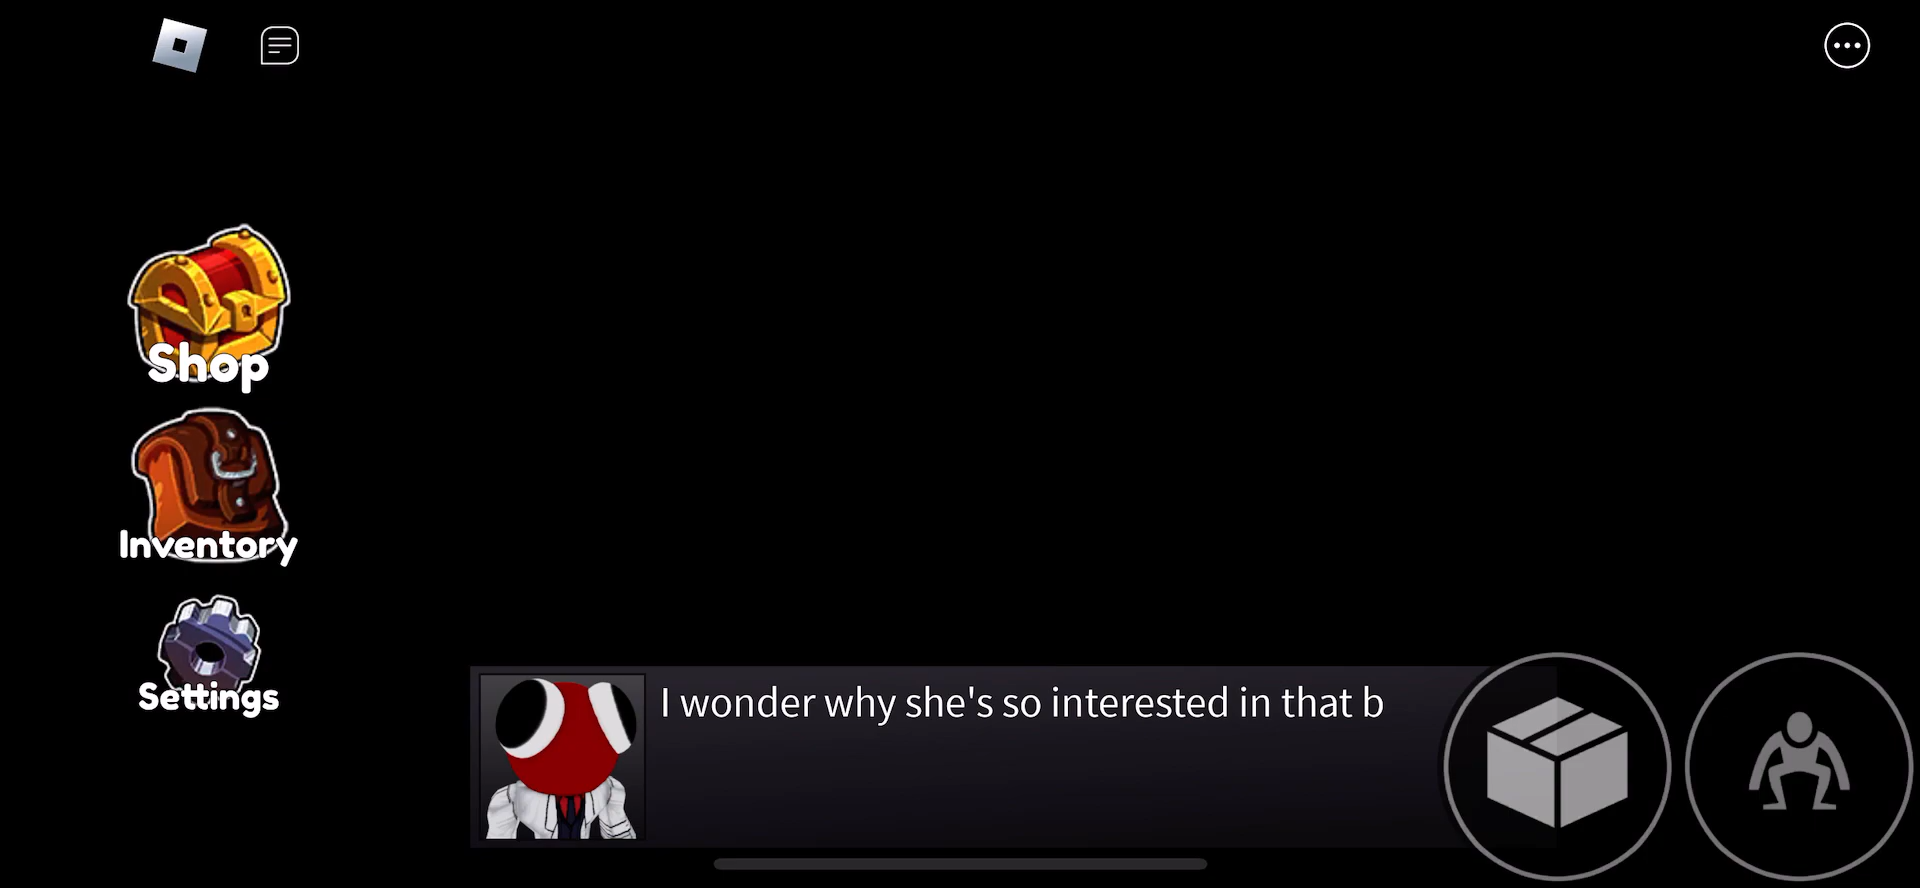 Shop
Inventory
Settings
I wonder why she's so interested in that b